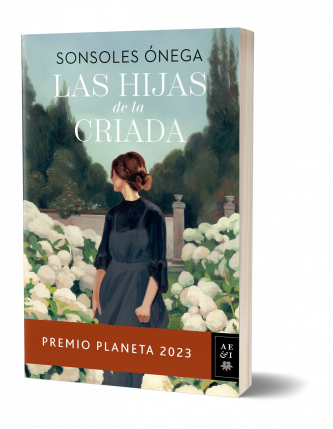 SONSOLES ÓNEGA
LAS HIJAS
de la
CRIADA
PREMIO PLANETA 2023
AE
&I